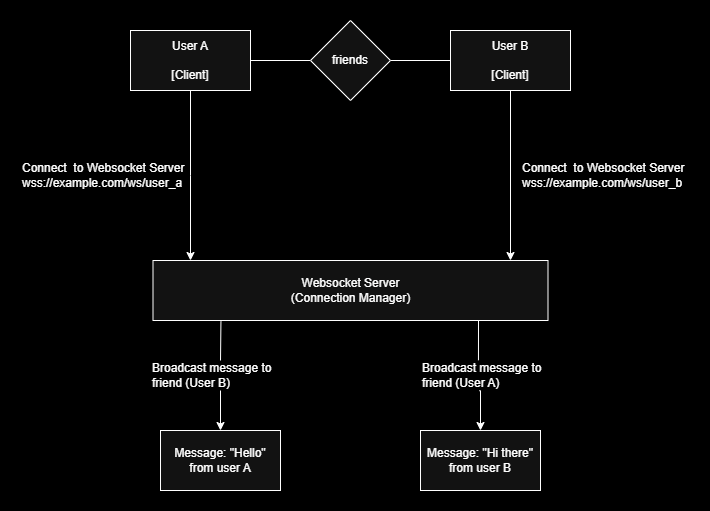 User A
[Client]
friends
User B
[Client]
Connect  to Websocket Server
wss://example.com/ws/user_a
Connect  to Websocket Server
wss://example.com/ws/user_b
Websocket Server
(Connection Manager)
Broadcast message to
friend (User B)
Broadcast message to
friend (User A)
Message: "Hello"
from user A
Message: "Hi there"
from user B